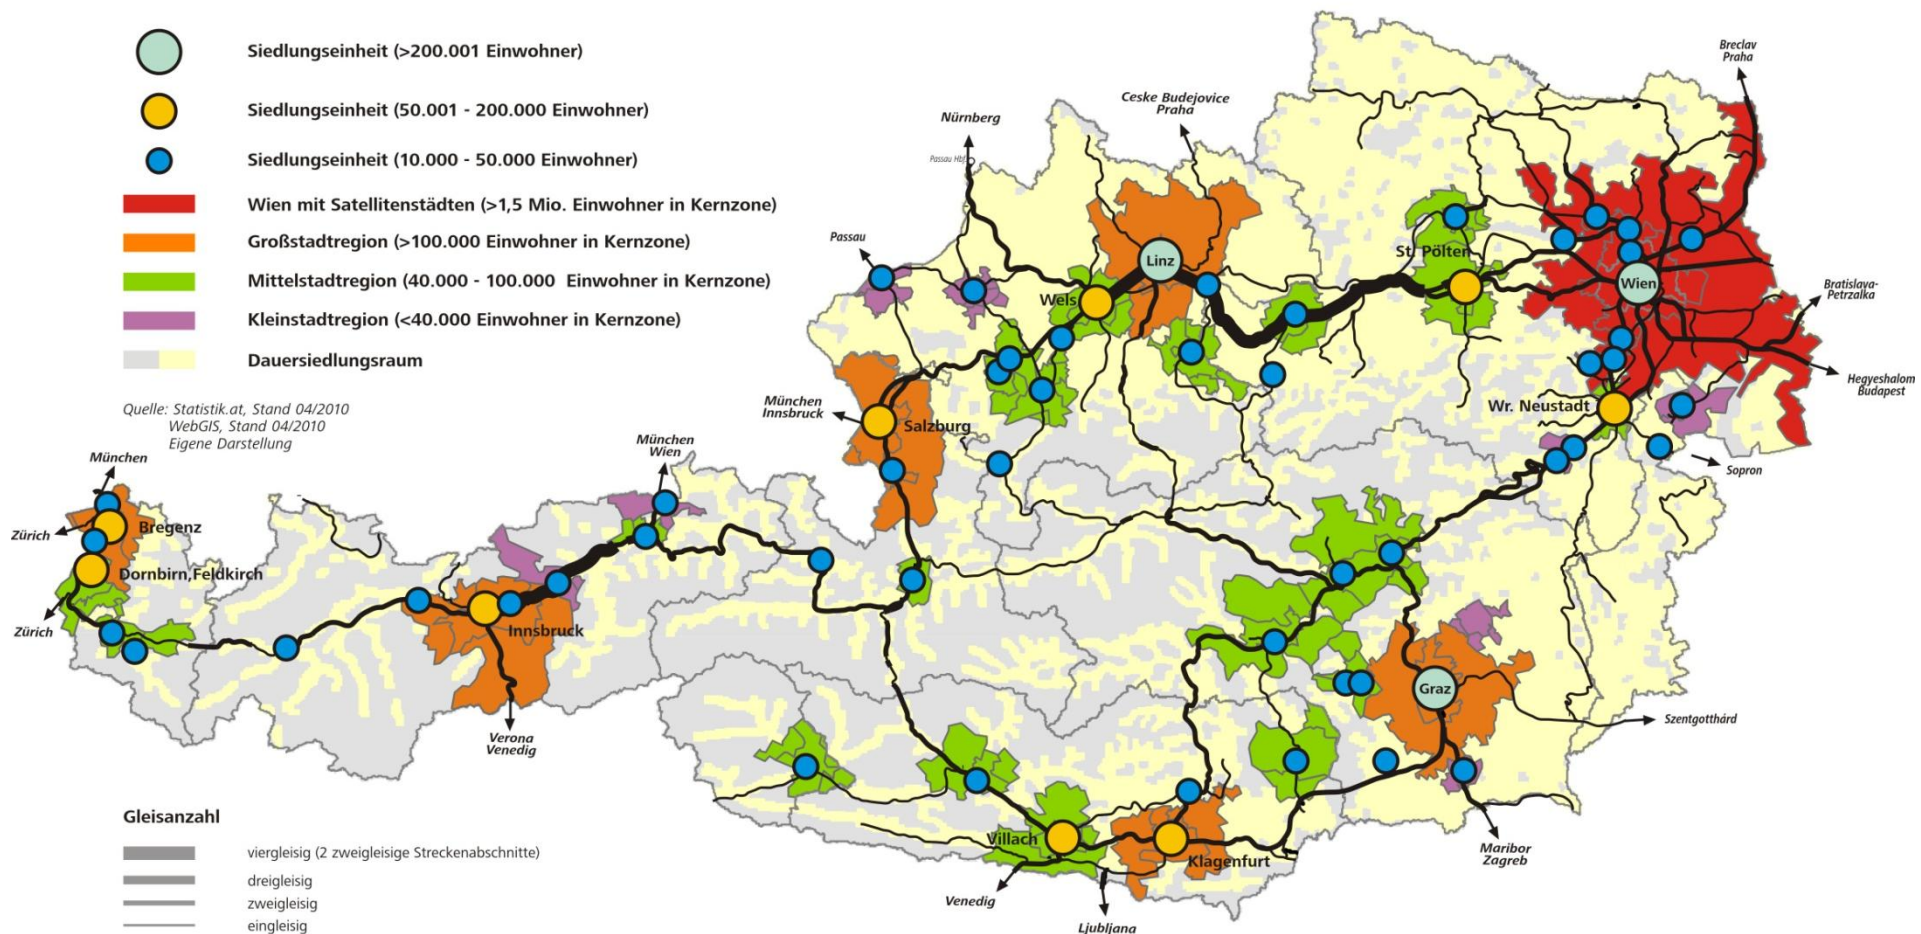 Siedlungseinheit (>200.001 Einwohner)
Siedlungseinheit (50.001 - 200.000 Einwohner)
Siedlungseinheit (10.000 - 50.000 Einwohner)
Wien mit Satellitenstädten (>1,5 Mio. Einwohner in Kernzone)
Großstadtregion (>100.000 Einwohner in Kernzone)
Mittelstadtregion (40.000 - 100.000 Einwohner in Kernzone)
Kleinstadtregion (<40.000 Einwohner in Kernzone)
Dauersiedlungsraum
Quelle: Statistik.at, Stand 04/2010
WebGIS, Stand 04/2010
Eigene Darstellung
Breclav
Praha
Ceske Budejovice
Praha
Nürnberg
Passau Hbf.
Passau
Linz
Wels
St. Pölten
Wien
Bratislava-
Petrzalka
Hegyeshalom
Budapest
München
Innsbruck
Salzburg
Wr. Neustadt
Sopron
München
Wien
München
Zürich
Bregenz
Dornbirn,Feldkirch
Zürich
Innsbruck
Verona
Venedig
Graz
Szentgotthárd
Villach
Klagenfurt
Maribor
Zagreb
Venedig
Ljubljana
Gleisanzahl
viergleisig (2 zweigleisige Streckenabschnitte)
dreigleisig
zweigleisig
eingleisig